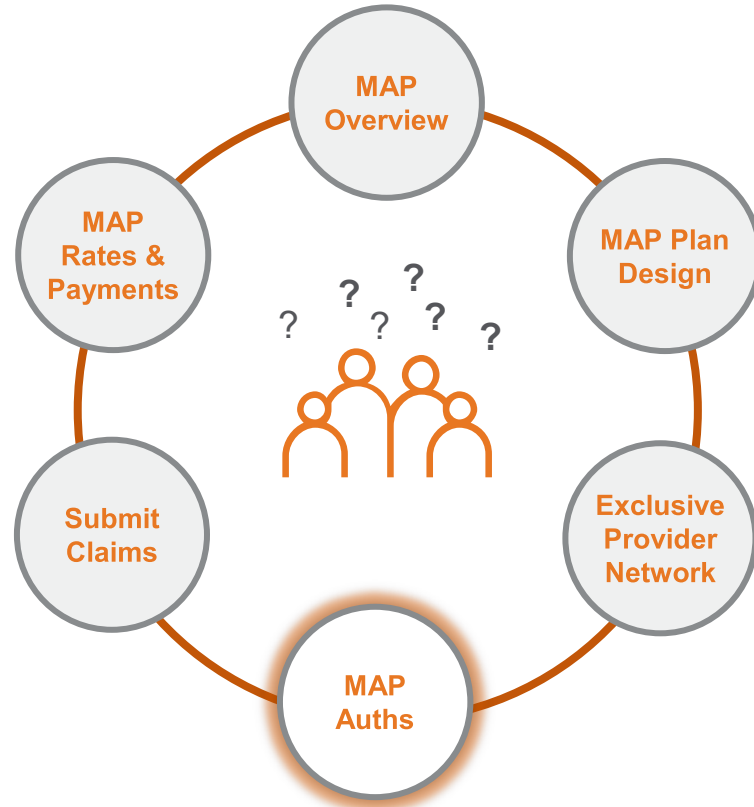 MAP
Overview
MAP Plan
Design
Exclusive
Provider
Network
MAP
Auths
Submit
Claims
MAP
Rates &
Payments
? ? ? ? ? ?